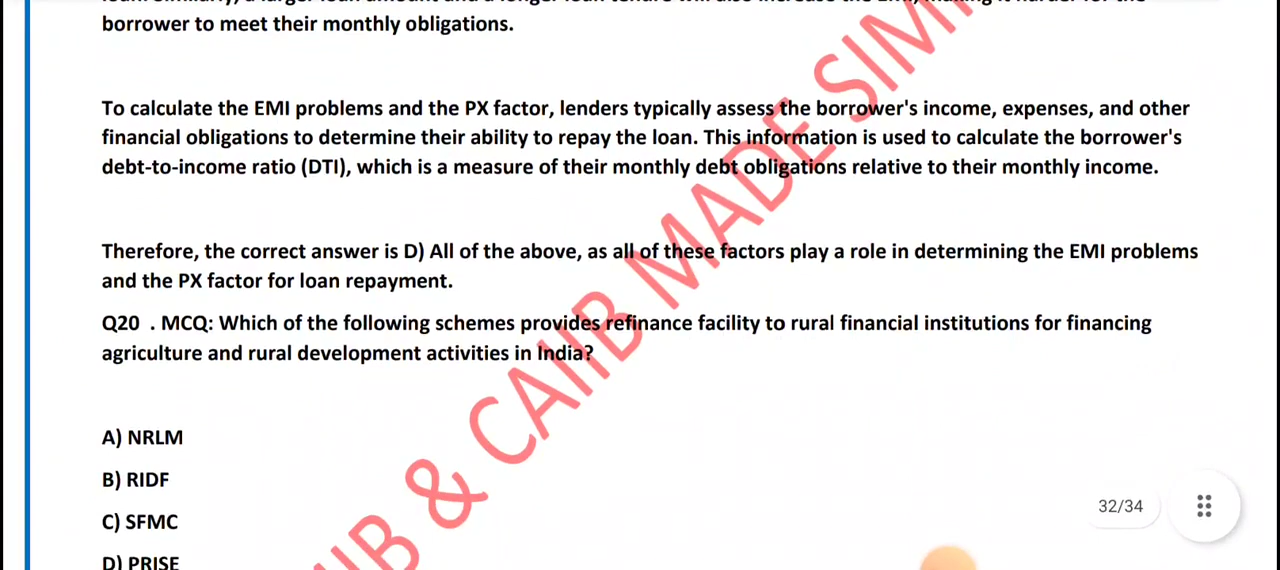 borrower to meet their monthly obligations.
To calculate the EMI problems and the PX factor, lenders typically assess the borrower's income, expenses, and other
financial obligations to determine their ability to repay the loan. This information is used to calculate the borrower's
debt-to-income ratio (DTI), which is a measure of their monthly debt obligations relative to their monthly income.
Therefore, the correct answer is D) All of the above, as all of these factors play a role in determining the EMI problems
and the PX factor for loan repayment.
Q20 . MCQ: Which of the following schemes provides refinance facility to rural financial institutions for financing
agriculture and rural development activities in India?
A) NRLM
B) RIDF
C) SFMC
32/34
D) PRISE
& CAIIB MADE